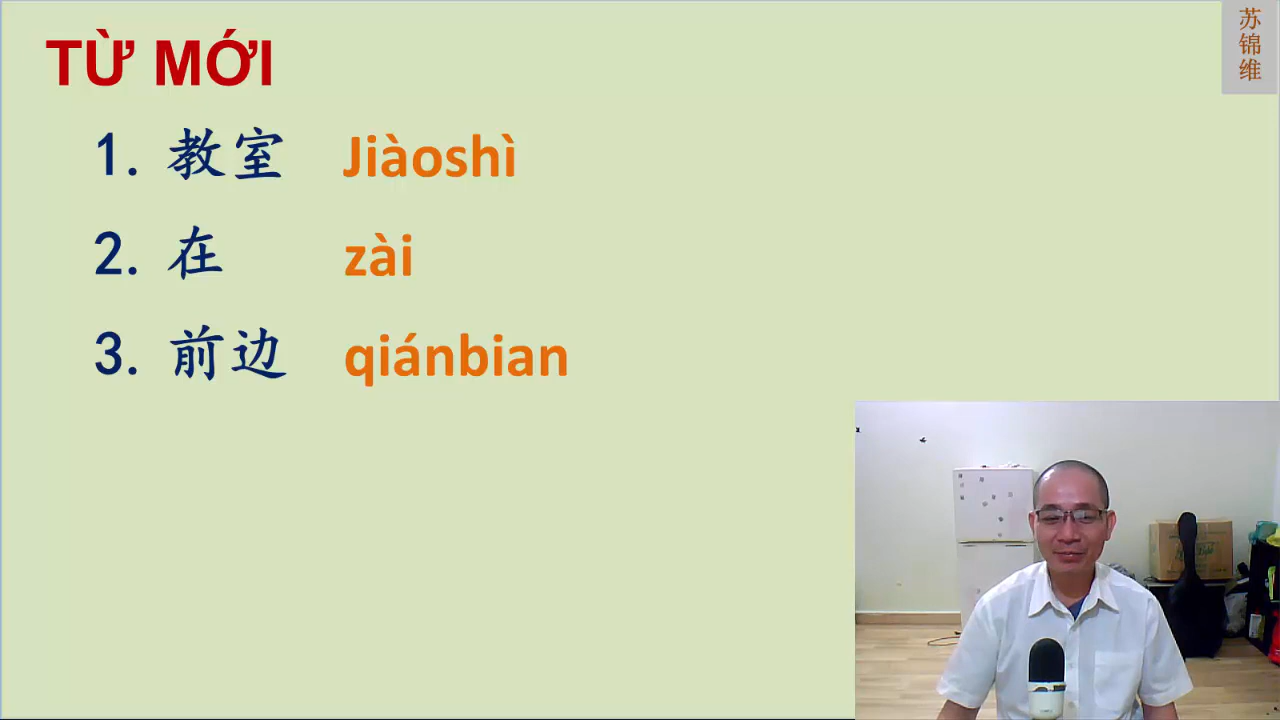 TỪ MỚI
1. 教室 Jiàoshì
2. 在 zài
3. 前边 qiánbian
苏锦维